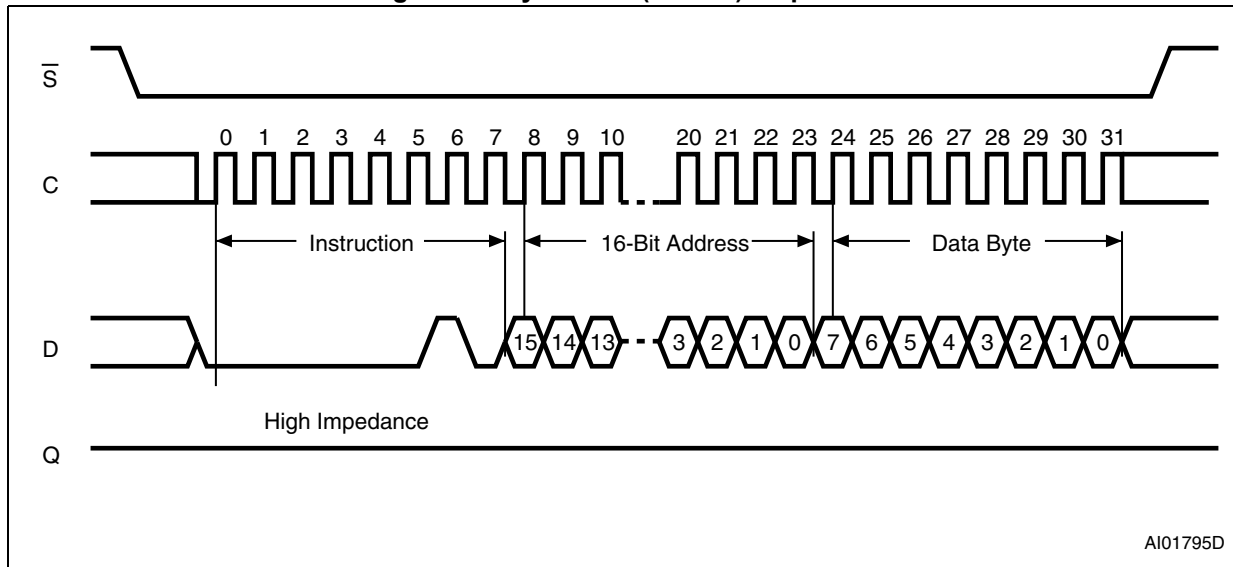 S
0 1 2 3 4 5 6 7 8 9 10 20 21 22 23 24 25 26 27 28 29 30 31
C
Instruction 16-Bit Address Data Byte
D 15 14 13 3 2 1 0 7 6 5 4 3 2 1 0
High Impedance
Q
AI01795D